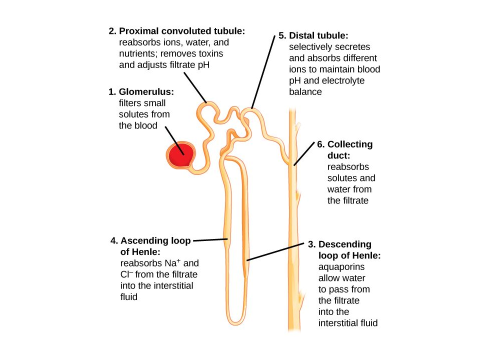 2. Proximal convoluted tubule:
reabsorbs ions, water, and
nutrients; removes toxins
and adjusts filtrate pH
5. Distal tubule:
selectively secretes
and absorbs different
ions to maintain blood
pH and electrolyte
balance
1. Glomerulus:
filters small
solutes from
the blood
6. Collecting
duct:
reabsorbs
solutes and
water from
the filtrate
4. Ascending loop
of Henle:
reabsorbs Na⁺ and
Cl⁻ from the filtrate
into the interstitial
fluid
3. Descending
loop of Henle:
aquaporins
allow water
to pass from
the filtrate
into the
interstitial fluid